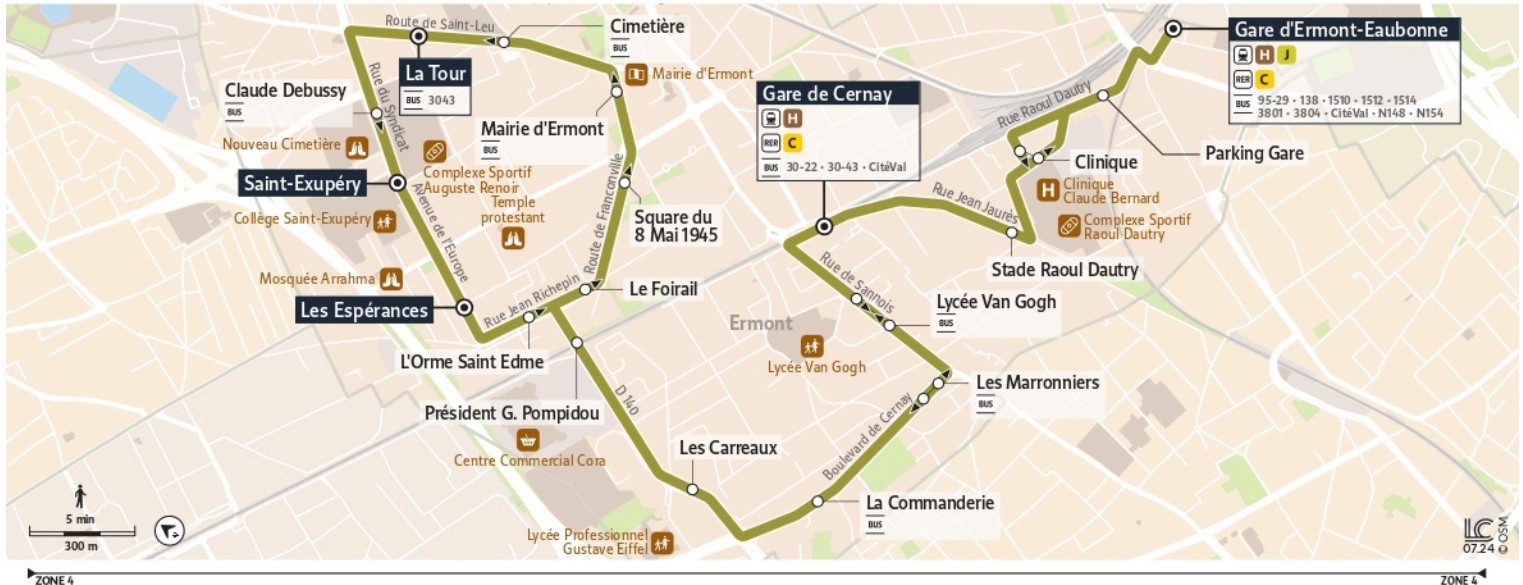 Route de Saint-Leu
Cimetière
BUS
Gare d'Ermont-Eaubonne
H J
RER C
BUS 95-29 • 138 • 1510 • 1512 • 1514
3801 • 3804 • CitéVal • N148 • N154
La Tour
BUS 3043
Mairie d'Ermont
Claude Debussy
BUS
Rue du Syndicat
Gare de Cernay
H
RER C
BUS 30-22 • 30-43 • CitéVal
Rue Raoul Dautry
Mairie d'Ermont
BUS
Nouveau Cimetière
Parking Gare
Clinique
Complexe Sportif
Auguste Renoir
Temple
protestant
Saint-Exupéry
H
Clinique
Claude Bernard
Collège Saint-Exupéry
Avenue de l'Europe
Route de Franconville
Square du
8 Mai 1945
Rue Jean Jaurès
Complexe Sportif
Raoul Dautry
Stade Raoul Dautry
Mosquée Arrahma
Rue de Sannois
Le Foirail
Les Espérances
Rue Jean Richepin
Lycée Van Gogh
BUS
Ermont
L'Orme Saint Edme
Lycée Van Gogh
Les Marronniers
BUS
Président G. Pompidou
D 140
Boulevard de Cernay
Centre Commercial Cora
Les Carreaux
La Commanderie
BUS
5 min
300 m
Lycée Professionnel
Gustave Eiffel
LC
07.24
© OSM
ZONE 4
ZONE 4